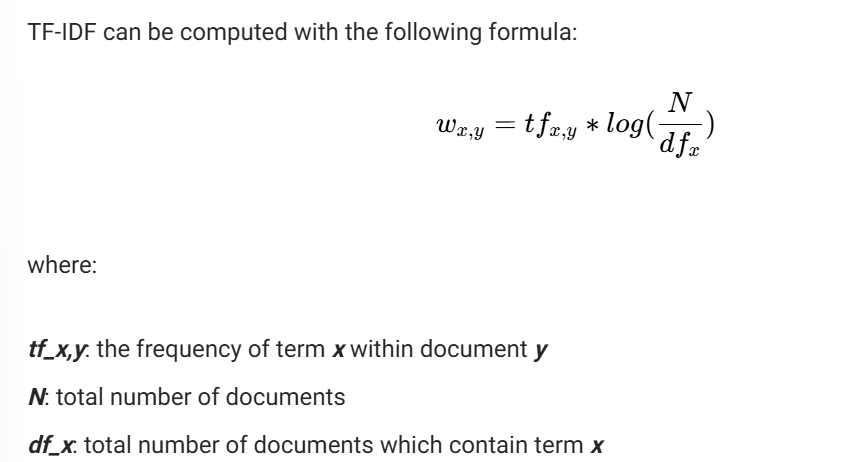 TF-IDF can be computed with the following formula:
w_{x,y} = tf_{x,y} * log(\frac{N}{df_x})
where:
tf_x,y: the frequency of term x within document y
N: total number of documents
df_x: total number of documents which contain term x